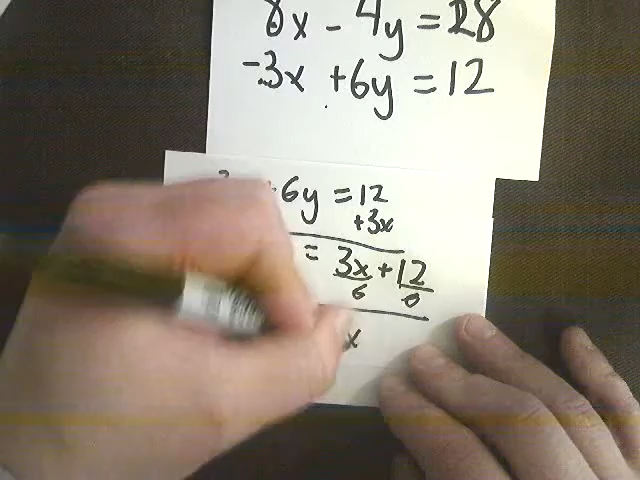 8x - 4y = 28
-3x + 6y = 12
+6y = 12
+3x
= 3x + 12
6 6
x